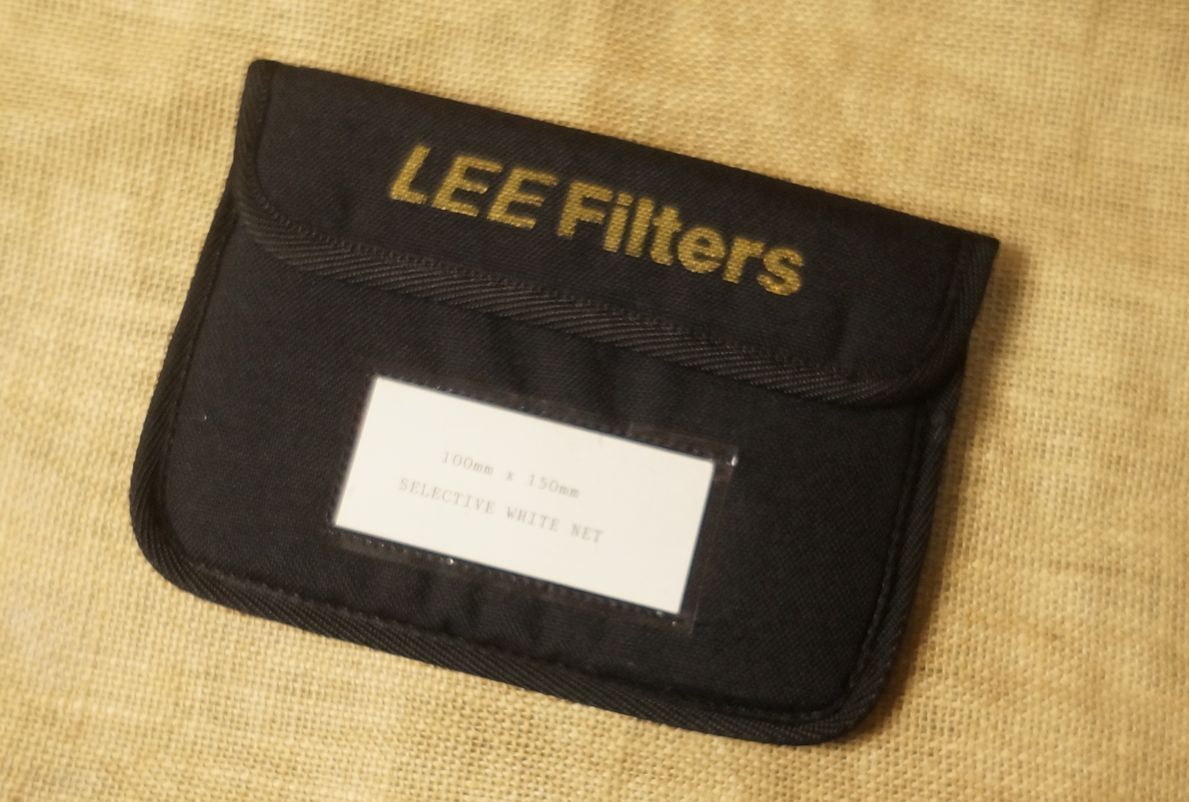 LEE Filters
100mm x 150mm
SELECTIVE WHITE NET